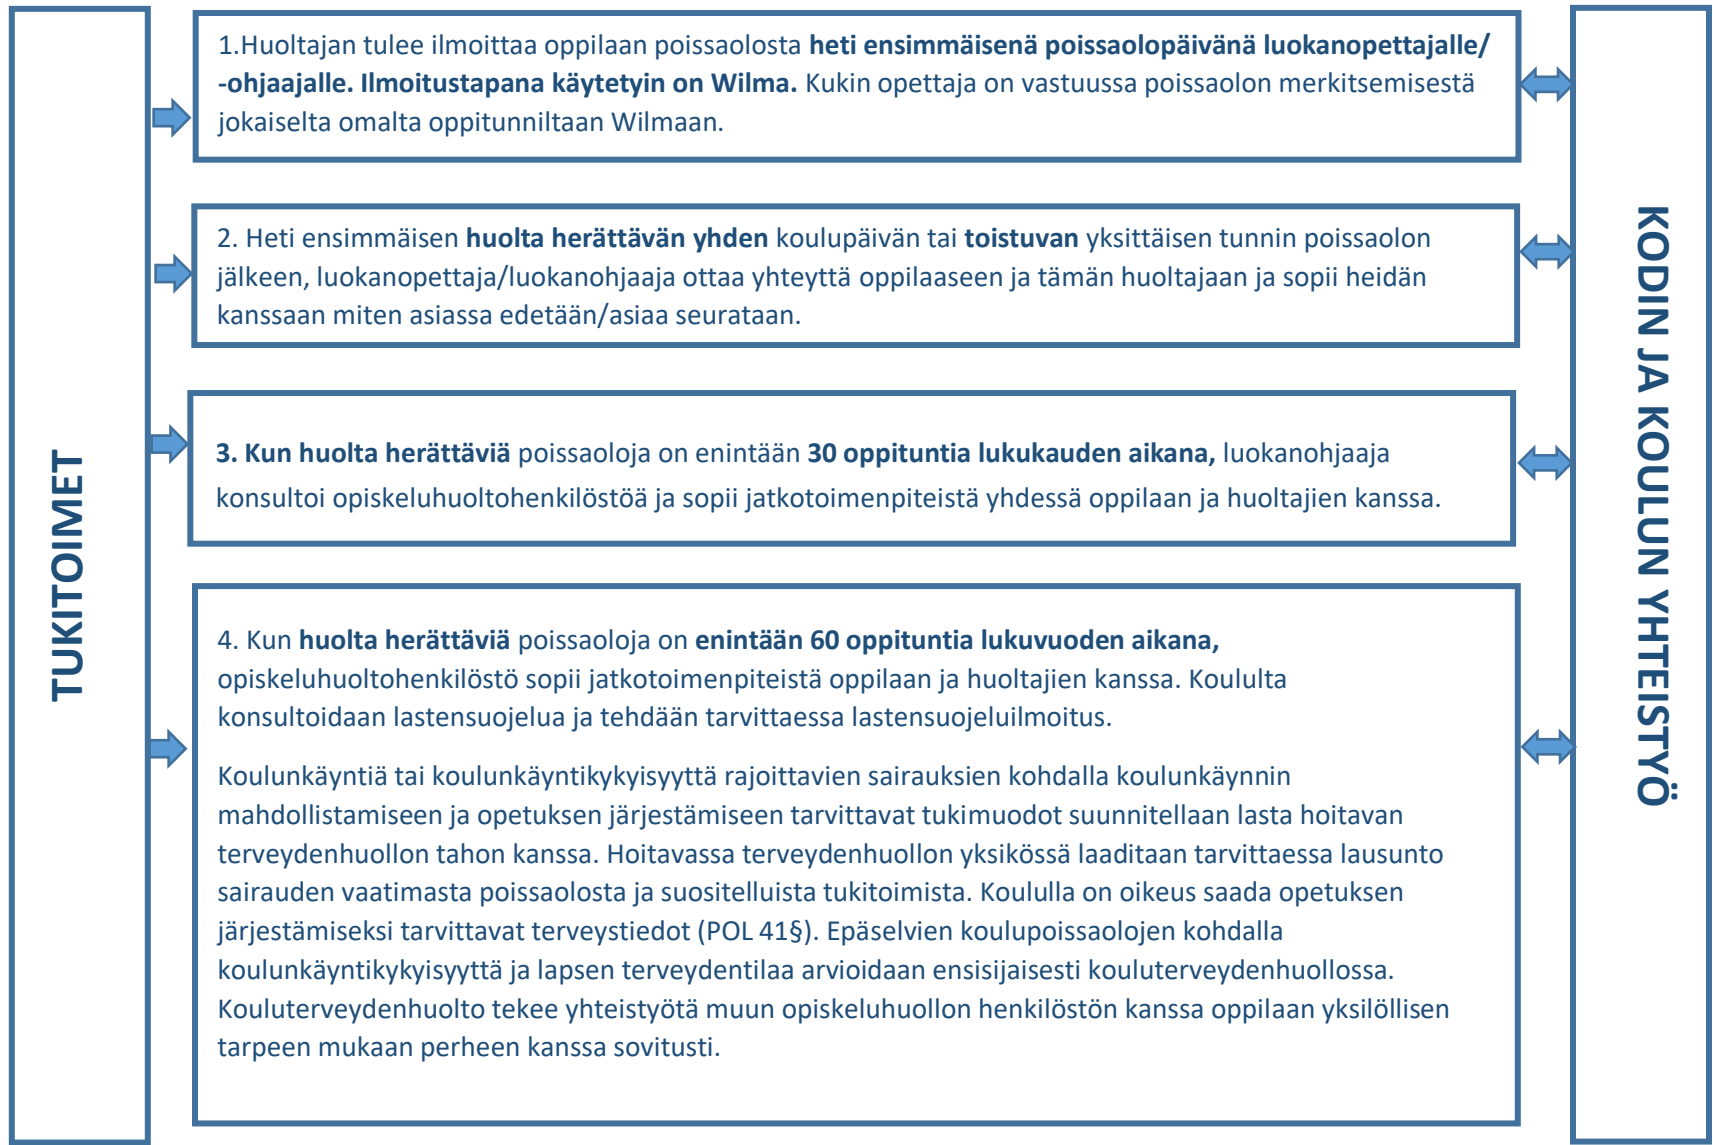 TUKITOIMET
1.Huoltajan tulee ilmoittaa oppilaan poissaolosta heti ensimmäisenä poissaolopäivänä luokanopettajalle/
-ohjaajalle. Ilmoitustapana käytetyin on Wilma. Kukin opettaja on vastuussa poissaolon merkitsemisestä
jokaiselta omalta oppitunniltaan Wilmaan.
2. Heti ensimmäisen huolta herättävän yhden koulupäivän tai toistuvan yksittäisen tunnin poissaolon
jälkeen, luokanopettaja/luokanohjaaja ottaa yhteyttä oppilaaseen ja tämän huoltajaan ja sopii heidän
kanssaan miten asiassa edetään/asiaa seurataan.
3. Kun huolta herättäviä poissaoloja on enintään 30 oppituntia lukukauden aikana, luokanohjaaja
konsultoi opiskeluhuoltohenkilöstöä ja sopii jatkotoimenpiteistä yhdessä oppilaan ja huoltajien kanssa.
4. Kun huolta herättäviä poissaoloja on enintään 60 oppituntia lukuvuoden aikana,
opiskeluhuoltohenkilöstö sopii jatkotoimenpiteistä oppilaan ja huoltajien kanssa. Koululta
konsultoidaan lastensuojelua ja tehdään tarvittaessa lastensuojeluilmoitus.
Koulunkäyntiä tai koulunkäyntikykyisyyttä rajoittavien sairauksien kohdalla koulunkäynnin
mahdollistamiseen ja opetuksen järjestämiseen tarvittavat tukimuodot suunnitellaan lasta hoitavan
terveydenhuollon tahon kanssa. Hoitavassa terveydenhuollon yksikössä laaditaan tarvittaessa lausunto
sairauden vaatimasta poissaolosta ja suositelluista tukitoimista. Koululla on oikeus saada opetuksen
järjestämiseksi tarvittavat terveystiedot (POL 41§). Epäselvien koulupoissaolojen kohdalla
koulunkäyntikykyisyyttä ja lapsen terveydentilaa arvioidaan ensisijaisesti kouluterveydenhuollossa.
Kouluterveydenhuolto tekee yhteistyötä muun opiskeluhuollon henkilöstön kanssa oppilaan yksilöllisen
tarpeen mukaan perheen kanssa sovitusti.
KODIN JA KOULUN YHTEISTYÖ